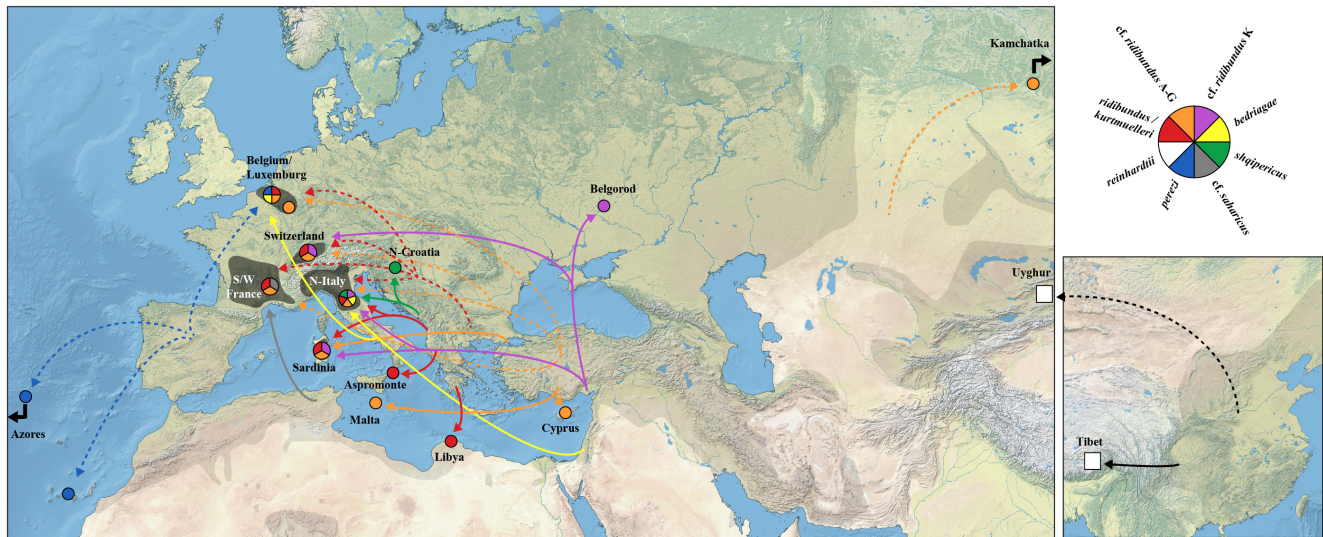 Kamchatka
Belgium/
Luxemburg
Belgorod
Switzerland
N-Croatia
S/W
France
N-Italy
Sardinia
Aspromonte
Malta
Cyprus
Libya
Azores
Uyghur
Tibet
cf. ridibundus A-G
cf. ridibundus K
ridibundus /
kurtmuelleri
bedriagae
reinhardtii
shqipericus
perezi
cf. saharicus